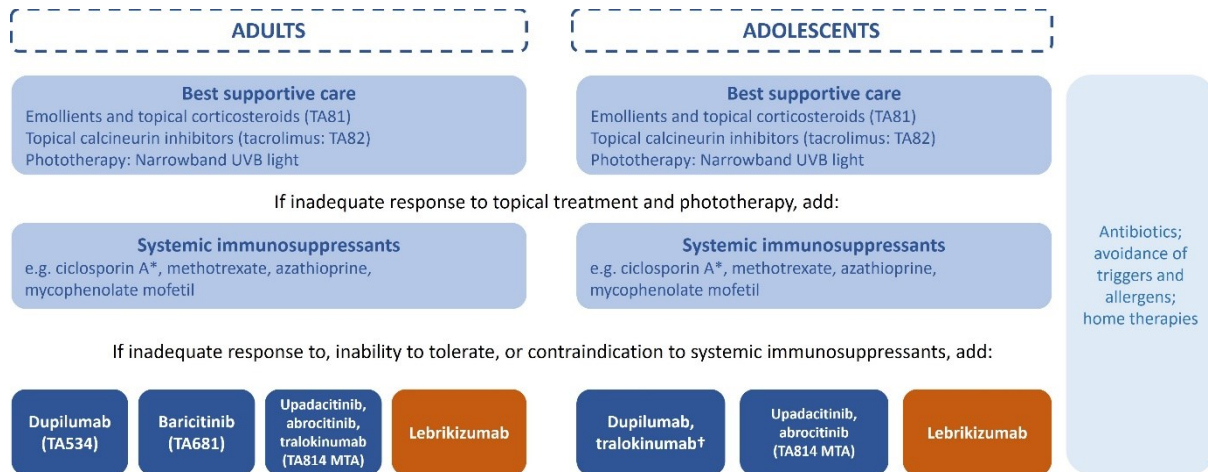 ADULTS
ADOLESCENTS
Best supportive care
Emollients and topical corticosteroids (TA81)
Topical calcineurin inhibitors (tacrolimus: TA82)
Phototherapy: Narrowband UVB light
Best supportive care
Emollients and topical corticosteroids (TA81)
Topical calcineurin inhibitors (tacrolimus: TA82)
Phototherapy: Narrowband UVB light
If inadequate response to topical treatment and phototherapy, add:
Systemic immunosuppressants
e.g. ciclosporin A*, methotrexate, azathioprine,
mycophenolate mofetil
Systemic immunosuppressants
e.g. ciclosporin A*, methotrexate, azathioprine,
mycophenolate mofetil
Antibiotics;
avoidance of
triggers and
allergens;
home therapies
If inadequate response to, inability to tolerate, or contraindication to systemic immunosuppressants, add:
Dupilumab
(TA534)
Baricitinib
(TA681)
Upadacitinib,
abrocitinib,
tralokinumab
(TA814 MTA)
Lebrikizumab
Dupilumab,
tralokinumab†
Upadacitinib,
abrocitinib
(TA814 MTA)
Lebrikizumab